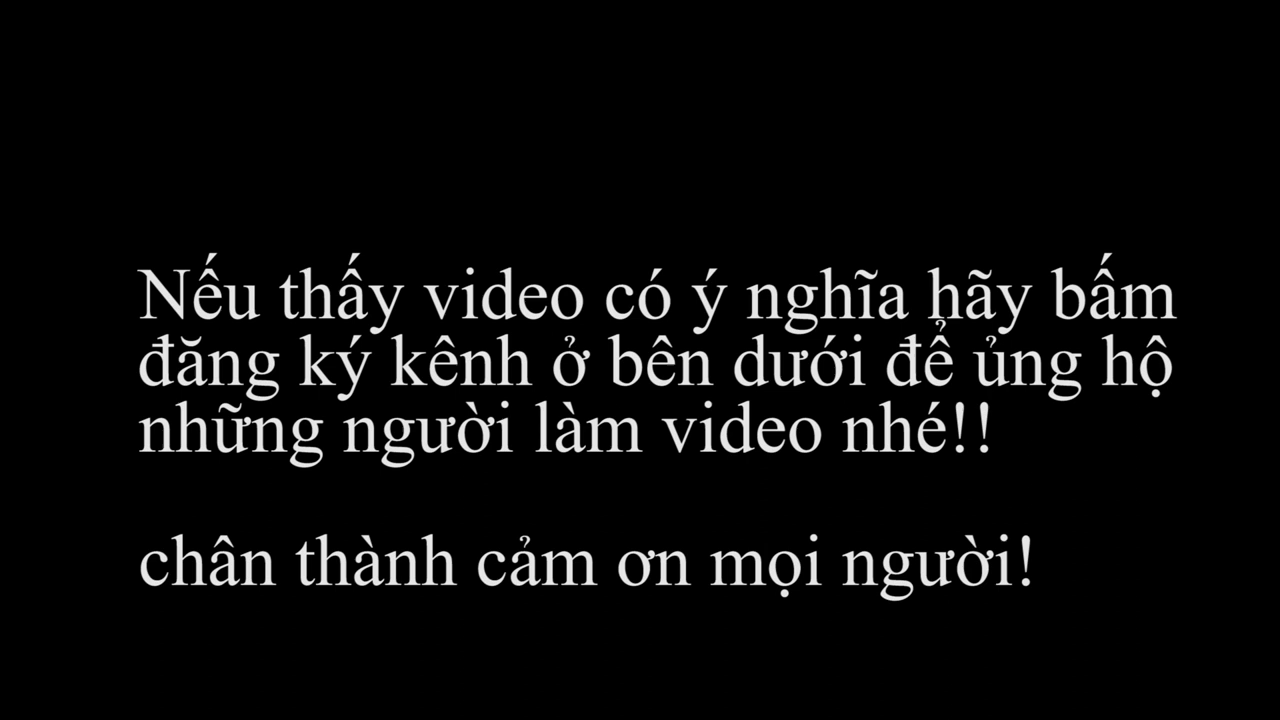 Nếu thấy video có ý nghĩa hãy bấm
đăng ký kênh ở bên dưới để ủng hộ
những người làm video nhé!!
chân thành cảm ơn mọi người!